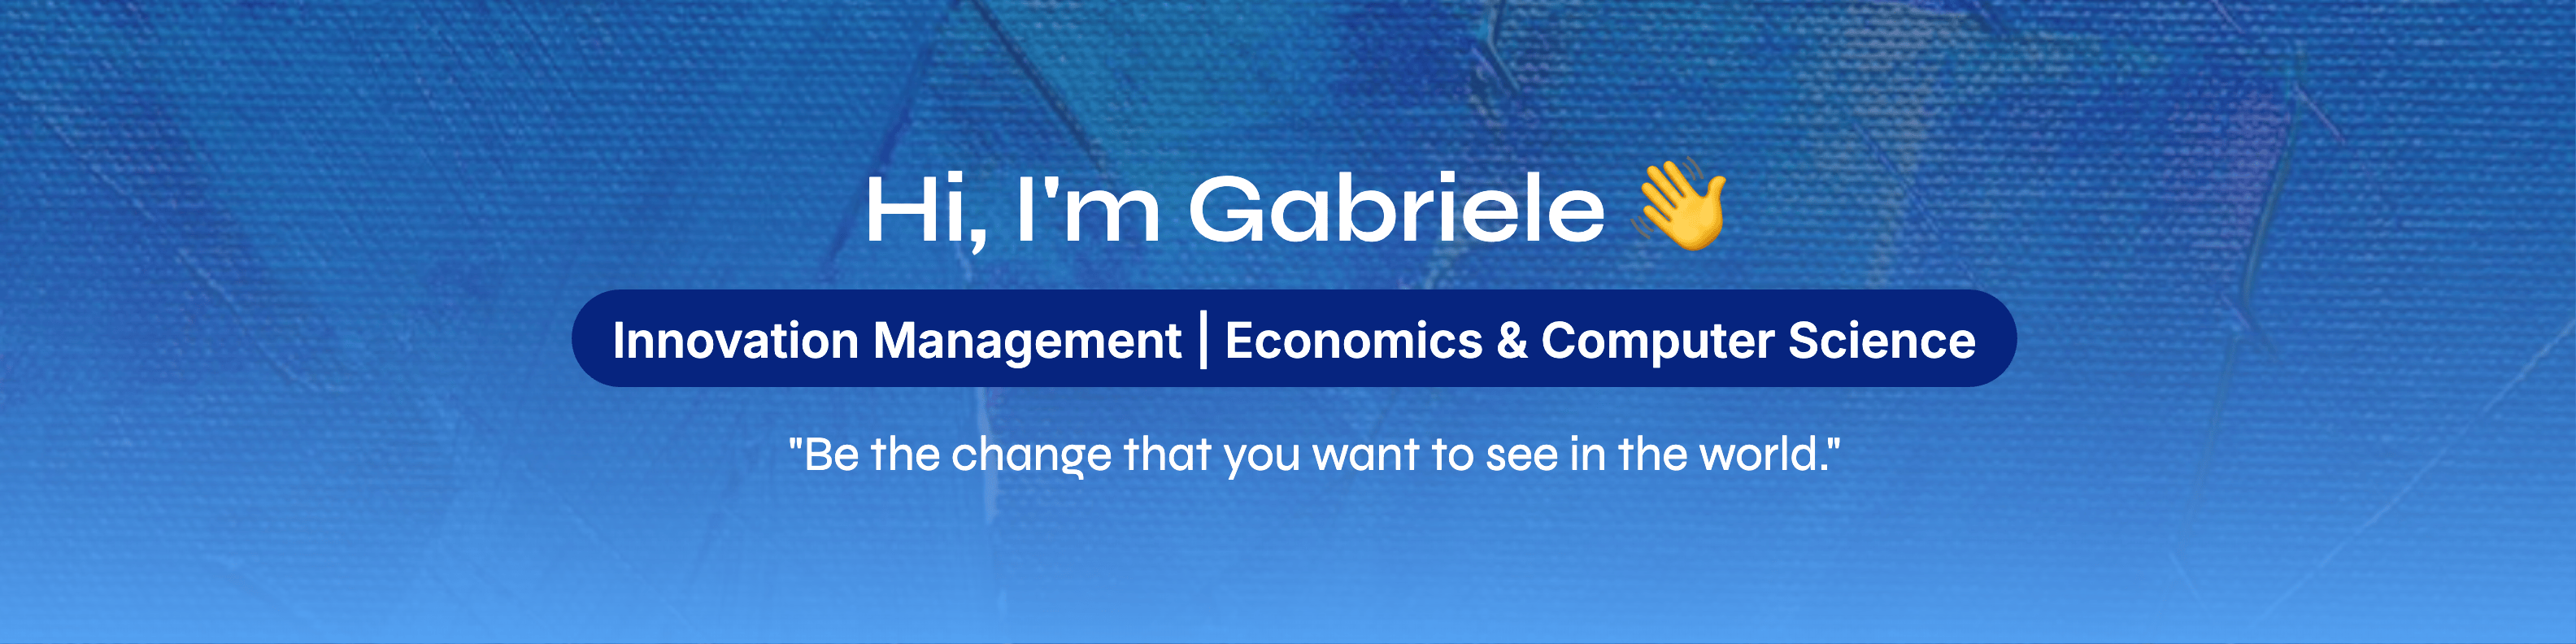 Hi, I'm Gabriele 👋
Innovation Management | Economics & Computer Science
"Be the change that you want to see in the world."